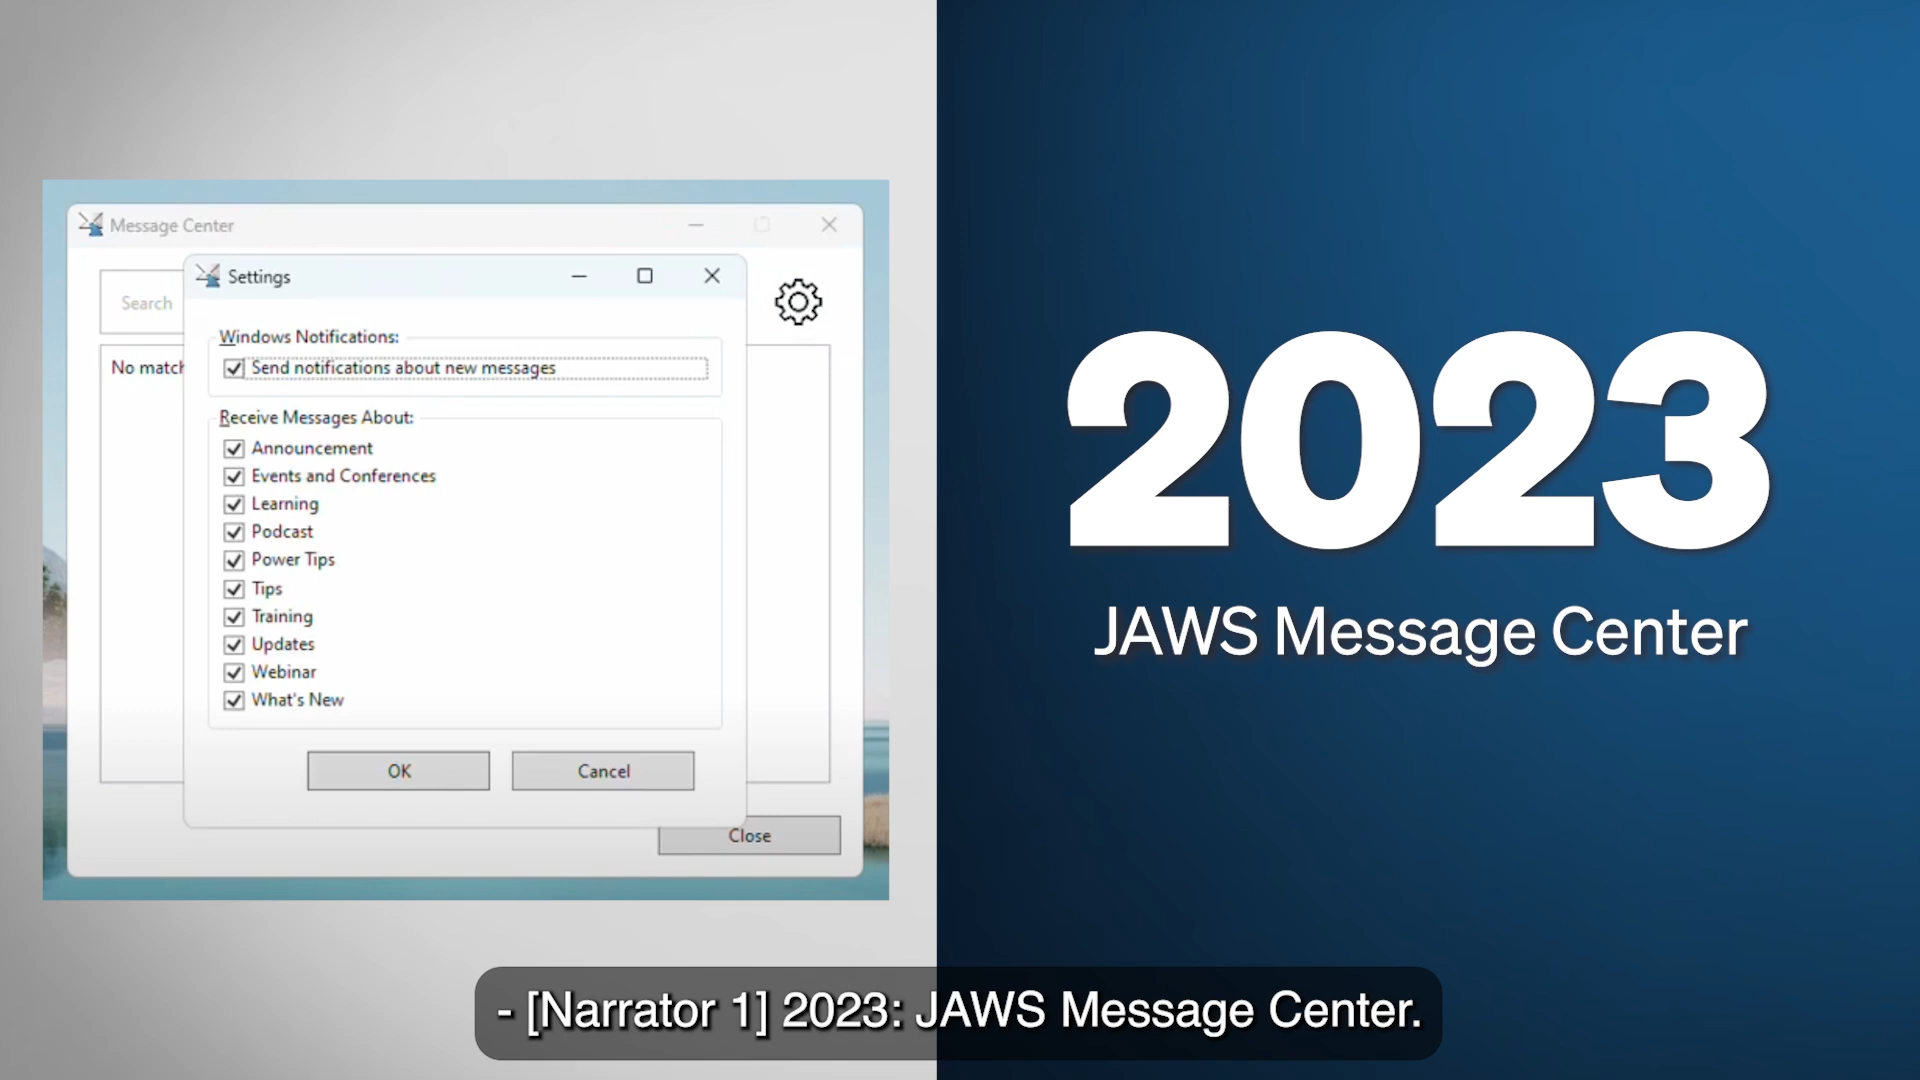 Message Center
Search
No match
Settings
Windows Notifications:
Send notifications about new messages
Receive Messages About:
Announcement
Events and Conferences
Learning
Podcast
Power Tips
Tips
Training
Updates
Webinar
What's New
OK
Cancel
Close
2023
JAWS Message Center
- [Narrator 1] 2023: JAWS Message Center.